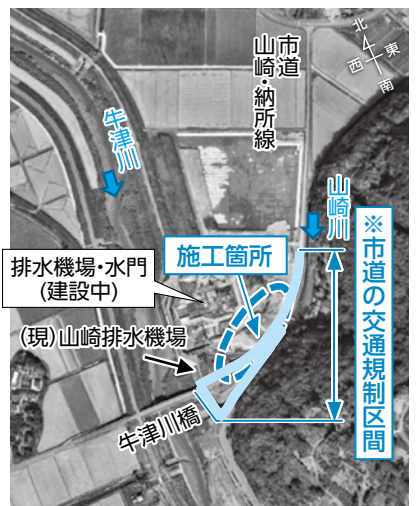 北
東
西
南
市道
山崎・納所線
牛津川
山崎川
施工箇所
排水機場・水門
(建設中)
(現)山崎排水機場
牛津川橋
※市道の交通規制区間